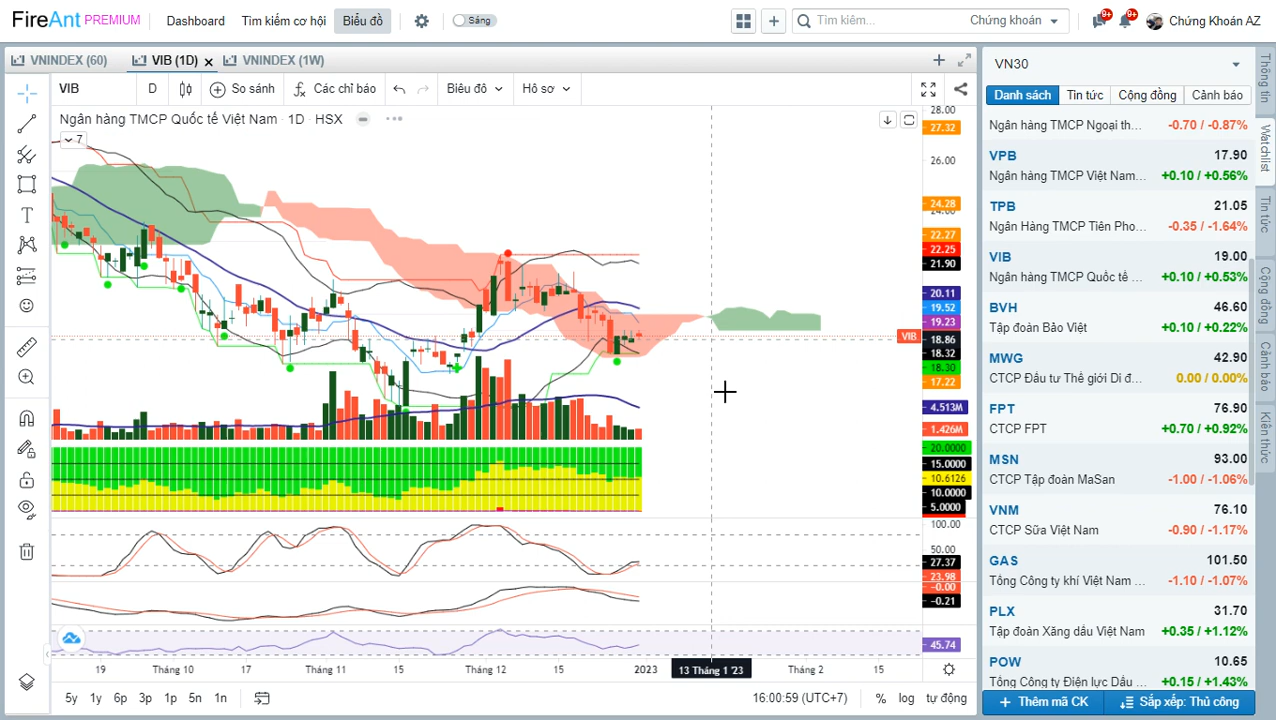 FireAnt PREMIUM Dashboard Tìm kiếm cơ hội Biểu đồ Sáng Tìm kiếm... Chứng khoán 9+ 9+ Chứng Khoán AZ
VNINDEX (60) VIB (1D) VNINDEX (1W)
VIB D So sánh Các chỉ báo Biểu đồ Hồ sơ
Ngân hàng TMCP Quốc tế Việt Nam · 1D · HSX
7
28.00
27.32
26.00
24.28
24.00
22.27
22.25
21.90
20.11
19.52
19.23
VIB 18.86
18.32
18.30
17.22
4.513M
1.426M
20.0000
15.0000
10.6126
10.0000
5.0000
100.00
50.00
27.37
23.98
-0.00
-0.21
45.74
19 Tháng 10 17 Tháng 11 15 Tháng 12 15 2023 13 Tháng 1 '23 Tháng 2 15
5y 1y 6p 3p 1p 5n 1n 16:00:59 (UTC+7) % log tự động
VN30
Danh sách Tin tức Cộng đồng Cảnh báo
Ngân hàng TMCP Ngoại th... -0.70 / -0.87%
VPB 17.90
Ngân hàng TMCP Việt Nam... +0.10 / +0.56%
TPB 21.05
Ngân Hàng TMCP Tiên Pho... -0.35 / -1.64%
VIB 19.00
Ngân hàng TMCP Quốc tế ... +0.10 / +0.53%
BVH 46.60
Tập đoàn Bảo Việt +0.10 / +0.22%
MWG 42.90
CTCP Đầu tư Thế giới Di đ... 0.00 / 0.00%
FPT 76.90
CTCP FPT +0.70 / +0.92%
MSN 93.00
CTCP Tập đoàn MaSan -1.00 / -1.06%
VNM 76.10
CTCP Sữa Việt Nam -0.90 / -1.17%
GAS 101.50
Tổng Công ty khí Việt Nam ... -1.10 / -1.07%
PLX 31.70
Tập đoàn Xăng dầu Việt Nam +0.35 / +1.12%
POW 10.65
Tổng Công ty Điện lực Dầu ... +0.15 / +1.43%
Thêm mã CK Sắp xếp: Thủ công
Thông tin
Watchlist
Tin tức
Cộng đồng
Cảnh báo
Kiến thức